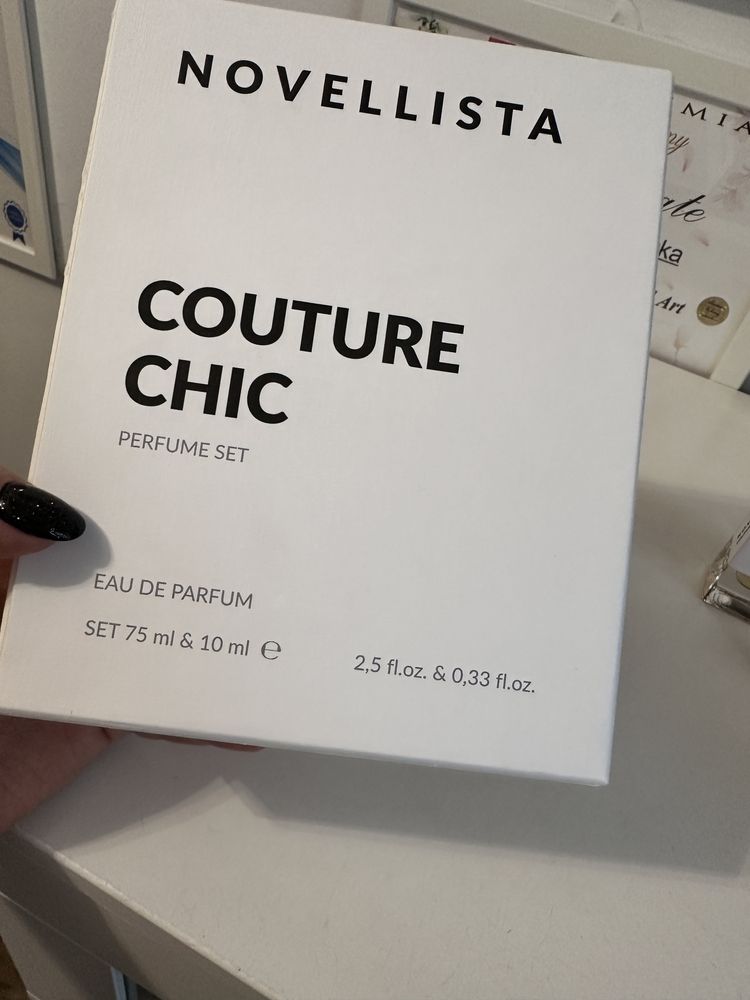 NOVELLISTA
COUTURE
CHIC
PERFUME SET
EAU DE PARFUM
SET 75 ml & 10 ml ℮
2,5 fl.oz. & 0,33 fl.oz.
Art